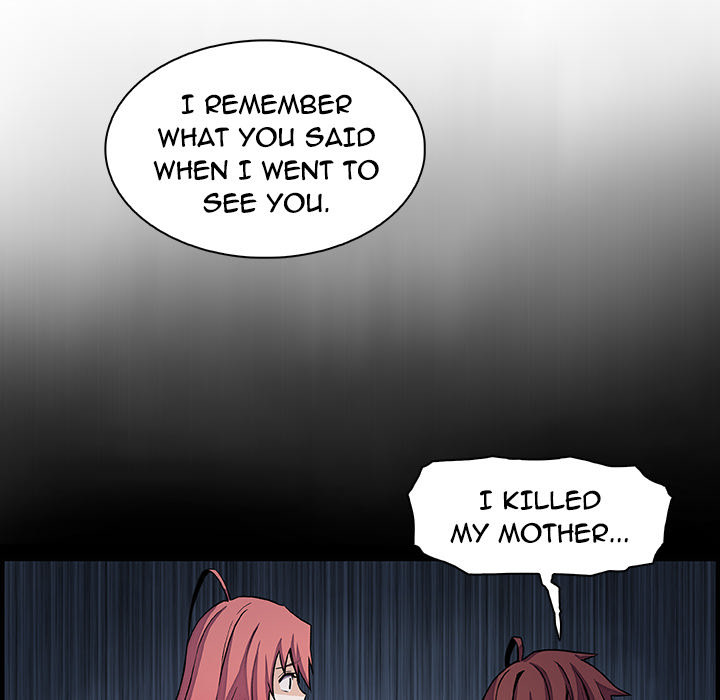 I REMEMBER
WHAT YOU SAID
WHEN I WENT TO
SEE YOU.
I KILLED
MY MOTHER...